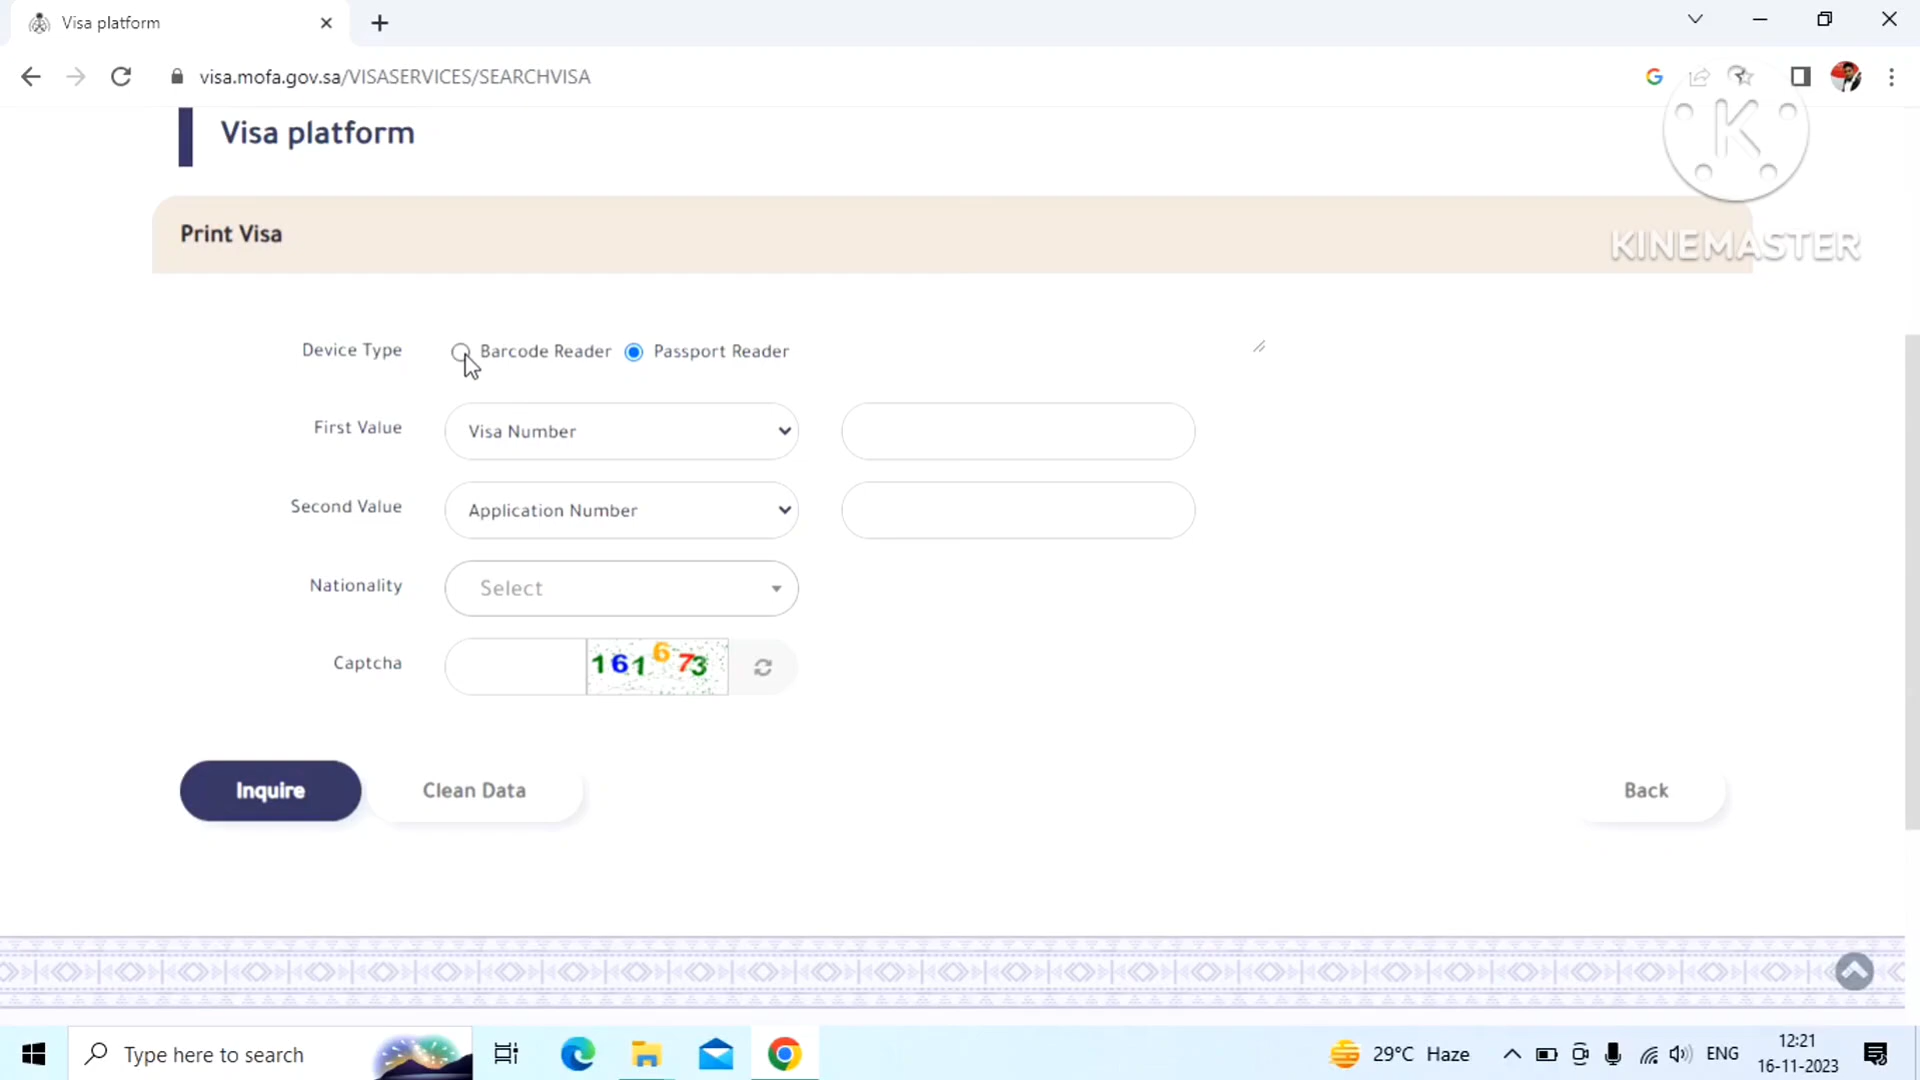 Visa platform
visa.mofa.gov.sa/VISASERVICES/SEARCHVISA
K
KINEMASTER
Visa platform
Print Visa
Device Type Barcode Reader Passport Reader
First Value Visa Number
Second Value Application Number
Nationality Select
Captcha 161673
Inquire Clean Data Back
Type here to search 29°C Haze ENG 12:21
16-11-2023